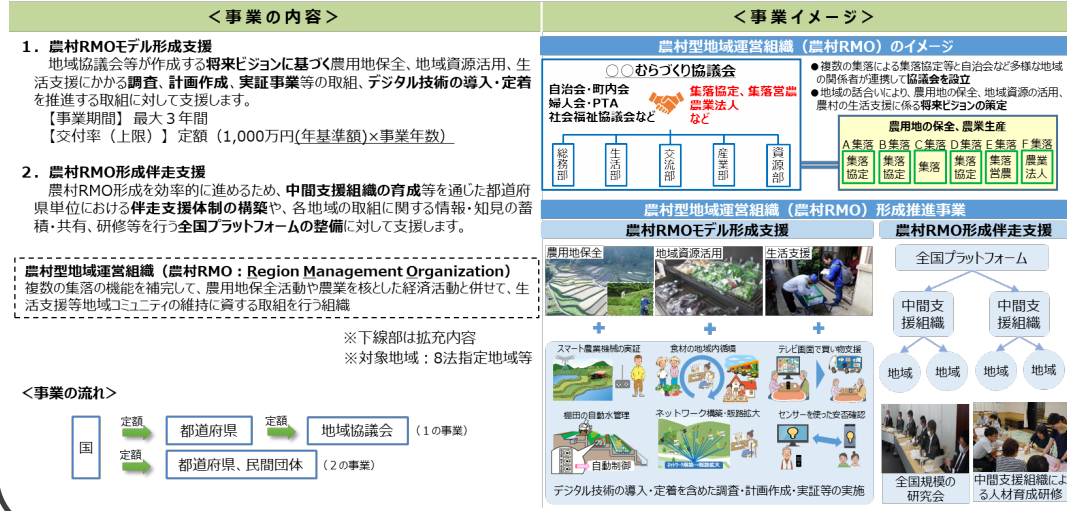 ＜事業の内容＞
１．農村RMOモデル形成支援
地域協議会等が作成する将来ビジョンに基づく農用地保全、地域資源活用、生
活支援にかかる調査、計画作成、実証事業等の取組、デジタル技術の導入・定着
を推進する取組に対して支援します。
【事業期間】最大３年間
【交付率（上限）】定額（1,000万円(年基準額)×事業年数）
２．農村RMO形成伴走支援
農村RMO形成を効率的に進めるため、中間支援組織の育成等を通じた都道府
県単位における伴走支援体制の構築や、各地域の取組に関する情報・知見の蓄
積・共有、研修等を行う全国プラットフォームの整備に対して支援します。
農村型地域運営組織（農村RMO：Region Management Organization）
複数の集落の機能を補完して、農用地保全活動や農業を核とした経済活動と併せて、生
活支援等地域コミュニティの維持に資する取組を行う組織
※下線部は拡充内容
※対象地域：8法指定地域等
＜事業の流れ＞
国
定額
都道府県
定額
地域協議会
（１の事業）
定額
都道府県、民間団体
（２の事業）
＜事業イメージ＞
農村型地域運営組織（農村RMO）のイメージ
○○むらづくり協議会
自治会・町内会
婦人会・PTA
社会福祉協議会など
集落協定、集落営農
農業法人
など
総務部
生活部
交流部
産業部
資源部
●複数の集落による集落協定等と自治会など多様な地域
の関係者が連携して協議会を設立
●地域の話合いにより、農用地の保全、地域資源の活用、
農村の生活支援に係る将来ビジョンの策定
農用地の保全、農業生産
A集落 B集落 C集落 D集落 E集落 F集落
集落協定
集落協定
集落
集落協定
集落営農
農業法人
農村型地域運営組織（農村RMO）形成推進事業
農村RMOモデル形成支援
農用地保全
地域資源活用
生活支援
スマート農業機械の実証
食材の地域内循環
テレビ画面で買い物支援
棚田の自動水管理
自動制御
ネットワーク構築・販路拡大
ネットワーク構築→販路拡大
センサーを使った安否確認
デジタル技術の導入・定着を含めた調査・計画作成・実証等の実施
農村RMO形成伴走支援
全国プラットフォーム
中間支
援組織
中間支
援組織
地域
地域
地域
地域
全国規模の
研究会
中間支援組織によ
る人材育成研修